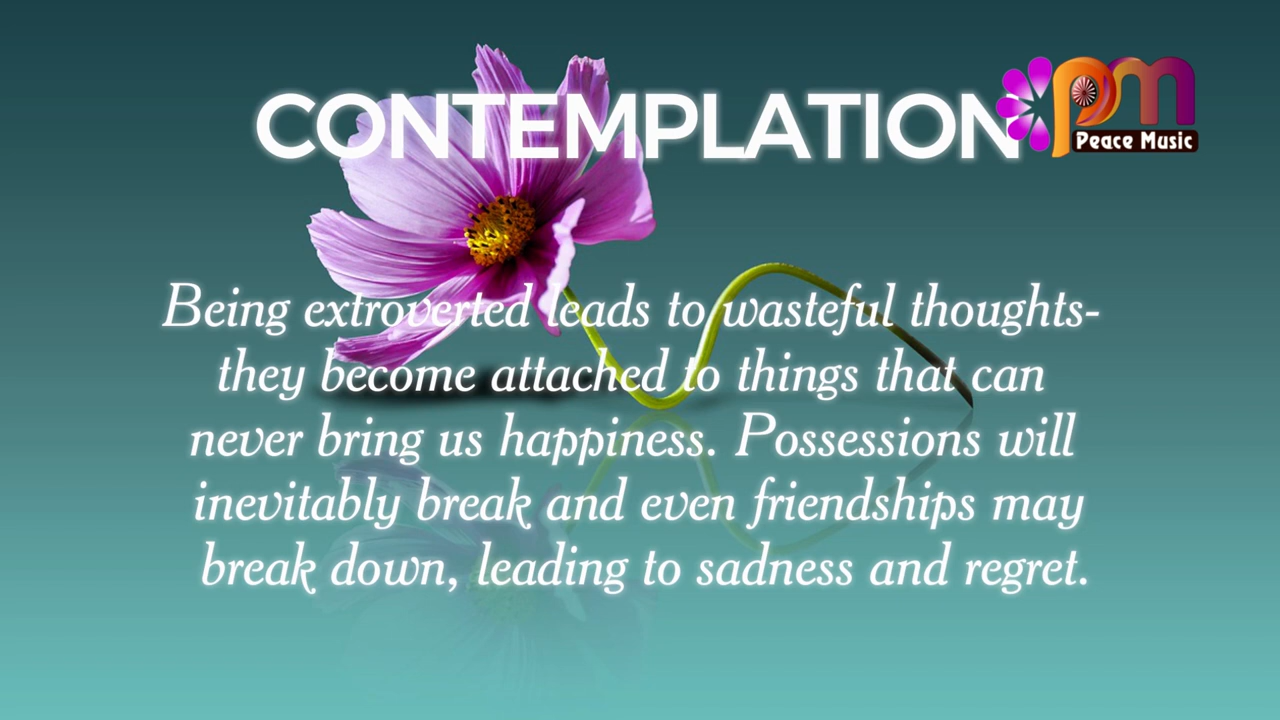 CONTEMPLATION
pm
Peace Music
Being extroverted leads to wasteful thoughts-
they become attached to things that can
never bring us happiness. Possessions will
inevitably break and even friendships may
break down, leading to sadness and regret.